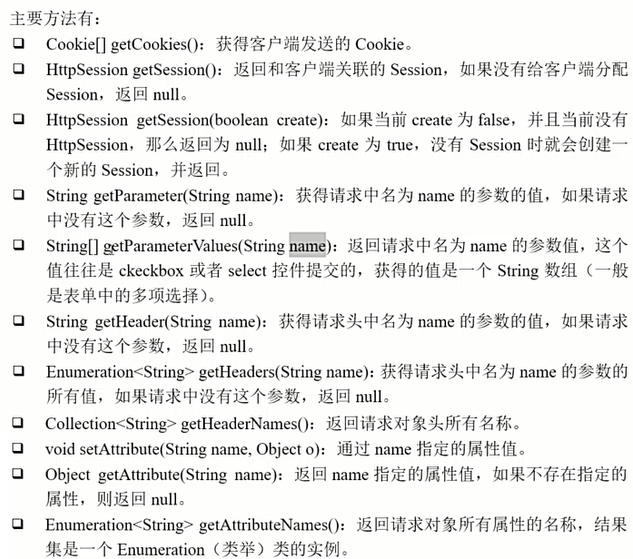 主要方法有：
❑ Cookie[] getCookies()：获得客户端发送的 Cookie。
❑ HttpSession getSession()：返回和客户端关联的 Session，如果没有给客户端分配
Session，返回 null。
❑ HttpSession getSession(boolean create)：如果当前 create 为 false，并且当前没有
HttpSession，那么返回为 null；如果 create 为 true，没有 Session 时就会创建一
个新的 Session，并返回。
❑ String getParameter(String name)：获得请求中名为 name 的参数的值，如果请求
中没有这个参数，返回 null。
❑ String[] getParameterValues(String name)：返回请求中名为 name 的参数值，这个
值往往是 ckeckbox 或者 select 控件提交的，获得的值是一个 String 数组（一般
是表单中的多项选择）。
❑ String getHeader(String name)：获得请求头中名为 name 的参数的值，如果请求
中没有这个参数，返回 null。
❑ Enumeration<String> getHeaders(String name)：获得请求头中名为 name 的参数的
所有值，如果请求中没有这个参数，返回 null。
❑ Collection<String> getHeaderNames()：返回请求对象头所有名称。
❑ void setAttribute(String name, Object o)：通过 name 指定的属性值。
❑ Object getAttribute(String name)：返回 name 指定的属性值，如果不存在指定的
属性，则返回 null。
❑ Enumeration<String> getAttributeNames()：返回请求对象所有属性的名称，结果
集是一个 Enumeration（类举）类的实例。